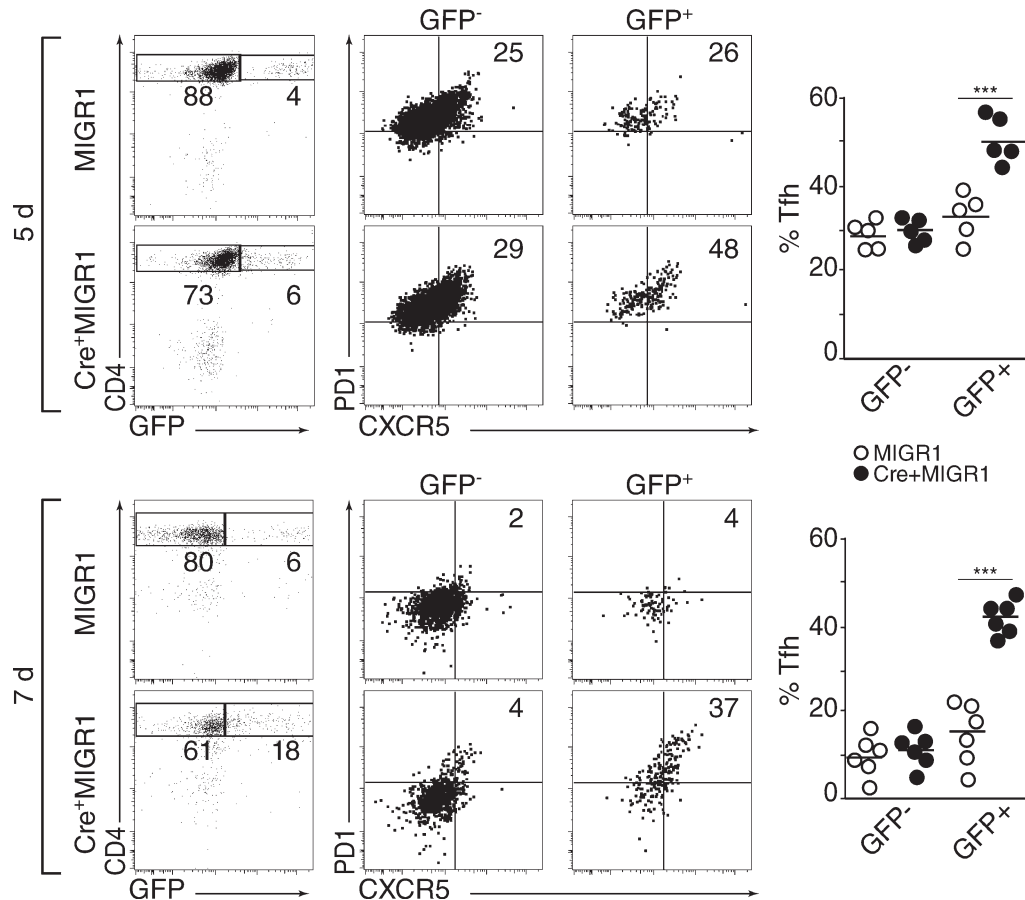 GFP⁻ GFP⁺
5 d
MIGR1
88 4
25
26
Cre⁺MIGR1
73 6
29
48
CD4
GFP
PD1
CXCR5
% Tfh
60
40
20
0
***
GFP⁻
GFP⁺
MIGR1
Cre+MIGR1
GFP⁻ GFP⁺
7 d
MIGR1
80 6
2
4
Cre⁺MIGR1
61 18
4
37
CD4
GFP
PD1
CXCR5
% Tfh
60
40
20
0
***
GFP⁻
GFP⁺